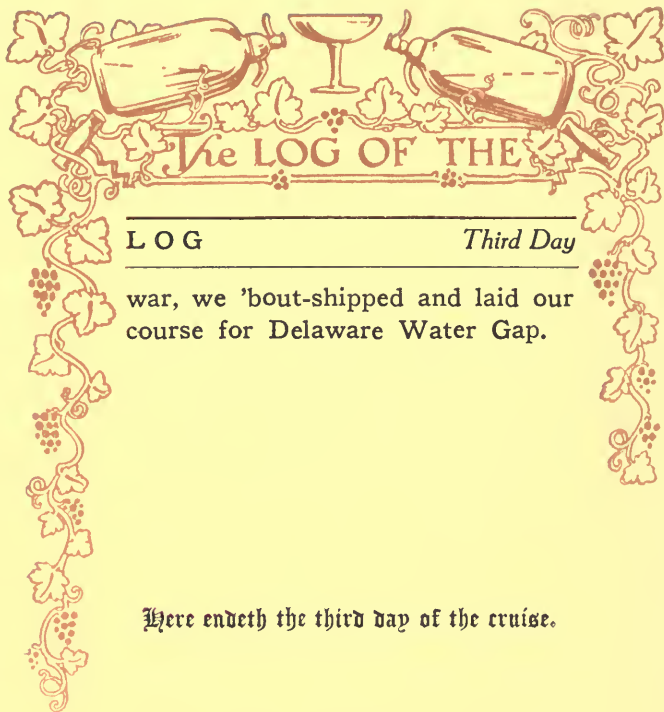 The LOG OF THE
LOG Third Day
war, we ’bout-shipped and laid our
course for Delaware Water Gap.
Here endeth the third day of the cruise.